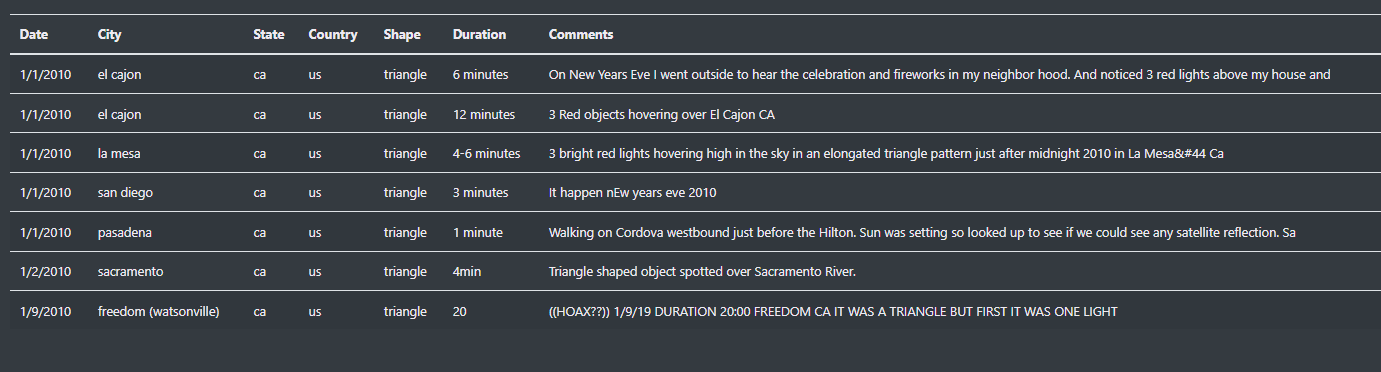 Date City State Country Shape Duration Comments
1/1/2010 el cajon ca us triangle 6 minutes On New Years Eve I went outside to hear the celebration and fireworks in my neighbor hood. And noticed 3 red lights above my house and
1/1/2010 el cajon ca us triangle 12 minutes 3 Red objects hovering over El Cajon CA
1/1/2010 la mesa ca us triangle 4-6 minutes 3 bright red lights hovering high in the sky in an elongated triangle pattern just after midnight 2010 in La Mesa&#44 Ca
1/1/2010 san diego ca us triangle 3 minutes It happen nEw years eve 2010
1/1/2010 pasadena ca us triangle 1 minute Walking on Cordova westbound just before the Hilton. Sun was setting so looked up to see if we could see any satellite reflection. Sa
1/2/2010 sacramento ca us triangle 4min Triangle shaped object spotted over Sacramento River.
1/9/2010 freedom (watsonville) ca us triangle 20 ((HOAX??)) 1/9/19 DURATION 20:00 FREEDOM CA IT WAS A TRIANGLE BUT FIRST IT WAS ONE LIGHT